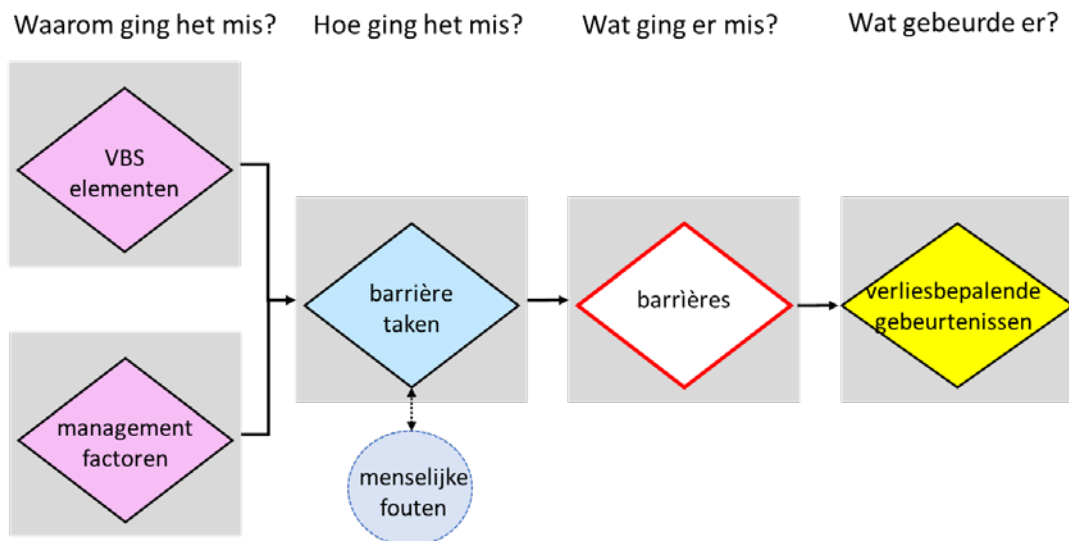 Waarom ging het mis?
Hoe ging het mis?
Wat ging er mis?
Wat gebeurde er?
VBS
elementen
barrière
taken
barrières
verliesbepalende
gebeurtenissen
management
factoren
menselijke
fouten